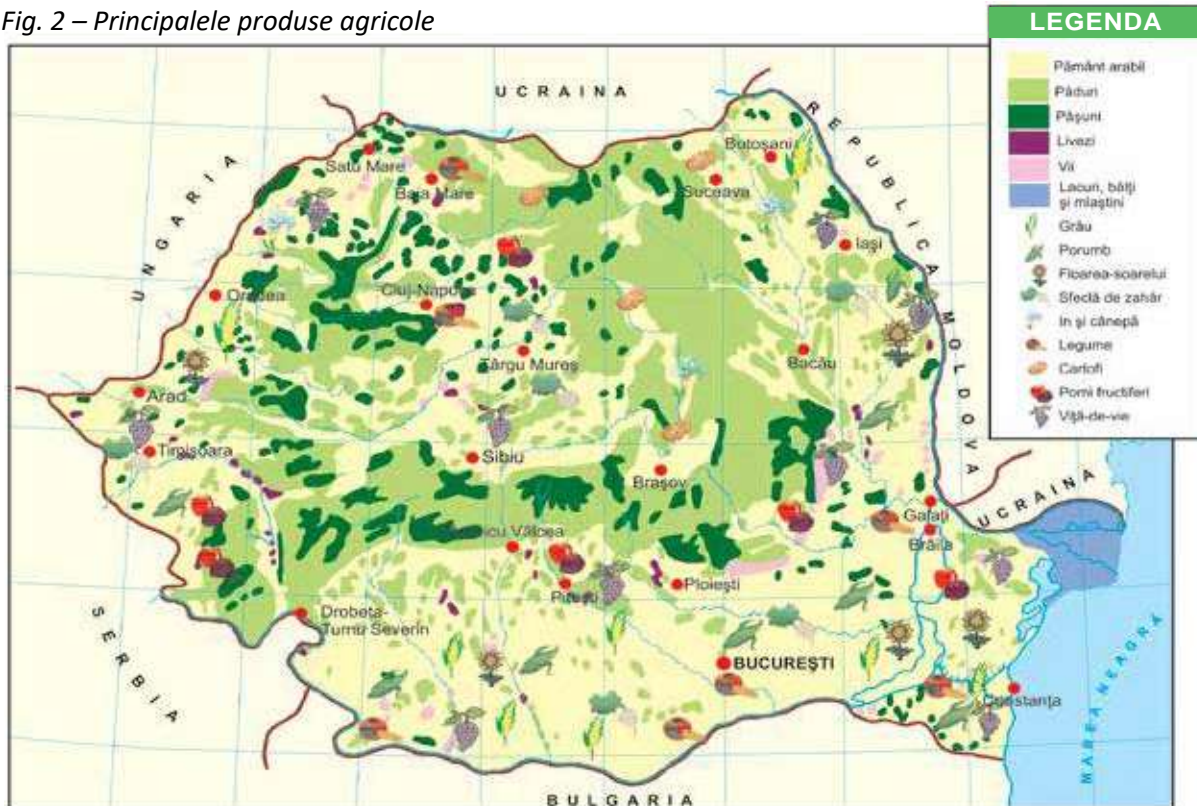 Fig. 2 – Principalele produse agricole
LEGENDA
Pământ arabil
Păduri
Pășuni
Livezi
Vii
Lacuri, bălți
și mlaștini
Grâu
Porumb
Floarea-soarelui
Sfeclă de zahăr
In și cânepă
Legume
Cartofi
Pomi fructiferi
Viță-de-vie
UCRAINA
REPUBLICA MOLDOVA
UNGARIA
Botoșani
Satu Mare
Baia Mare
Suceava
Iași
Oradea
Cluj-Napoca
Târgu Mureș
Bacău
Arad
Timișoara
Sibiu
Brașov
Galați
UCRAINA
Brăila
Vâlcea
Pitești
Ploiești
Drobeta-
Turnu Severin
BUCUREȘTI
Constanța
SERBIA
MAREA NEAGRĂ
BULGARIA